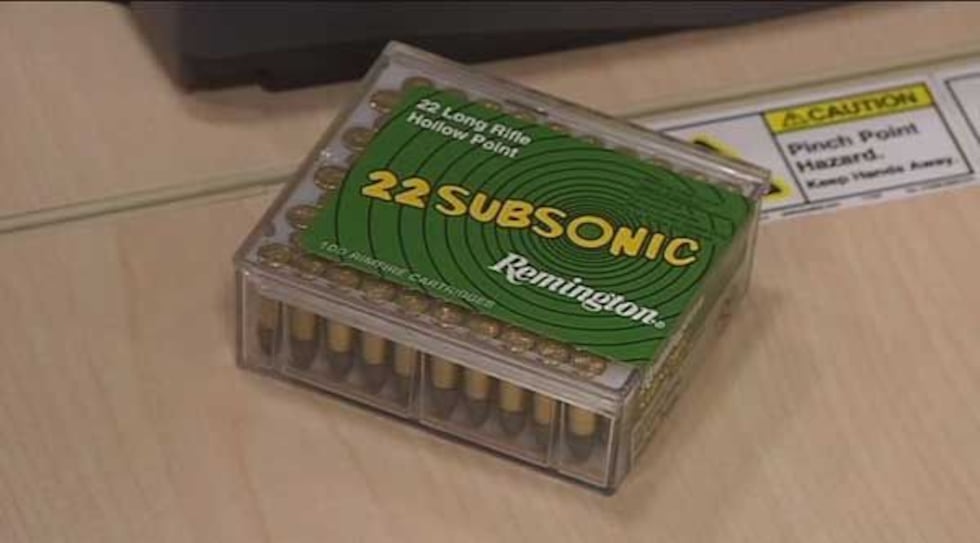 22 Long Rifle
Hollow Point
22 SUBSONIC
Remington®
100 RIMFIRE CARTRIDGES
⚠ CAUTION
Pinch Point
Hazard.
Keep Hands Away.